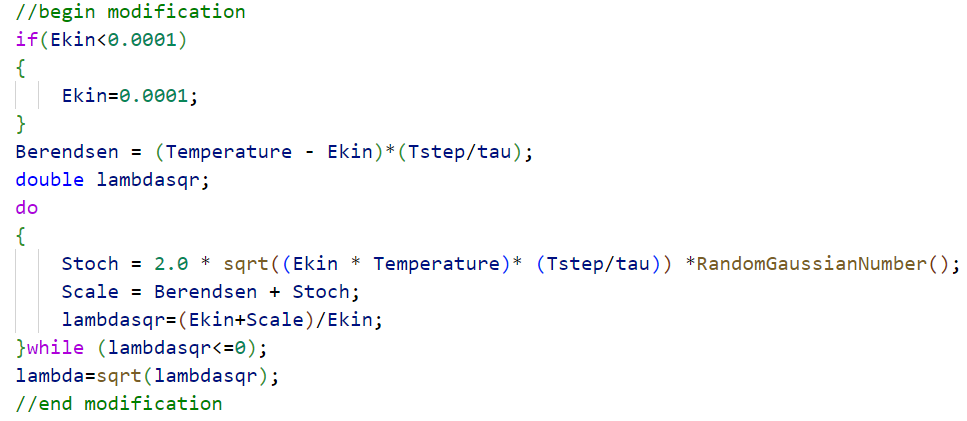 //begin modification
if(Ekin<0.0001)
{
    Ekin=0.0001;
}
Berendsen = (Temperature - Ekin)*(Tstep/tau);
double lambdasqr;
do
{
    Stoch = 2.0 * sqrt((Ekin * Temperature)* (Tstep/tau)) *RandomGaussianNumber();
    Scale = Berendsen + Stoch;
    lambdasqr=(Ekin+Scale)/Ekin;
}while (lambdasqr<=0);
lambda=sqrt(lambdasqr);
//end modification